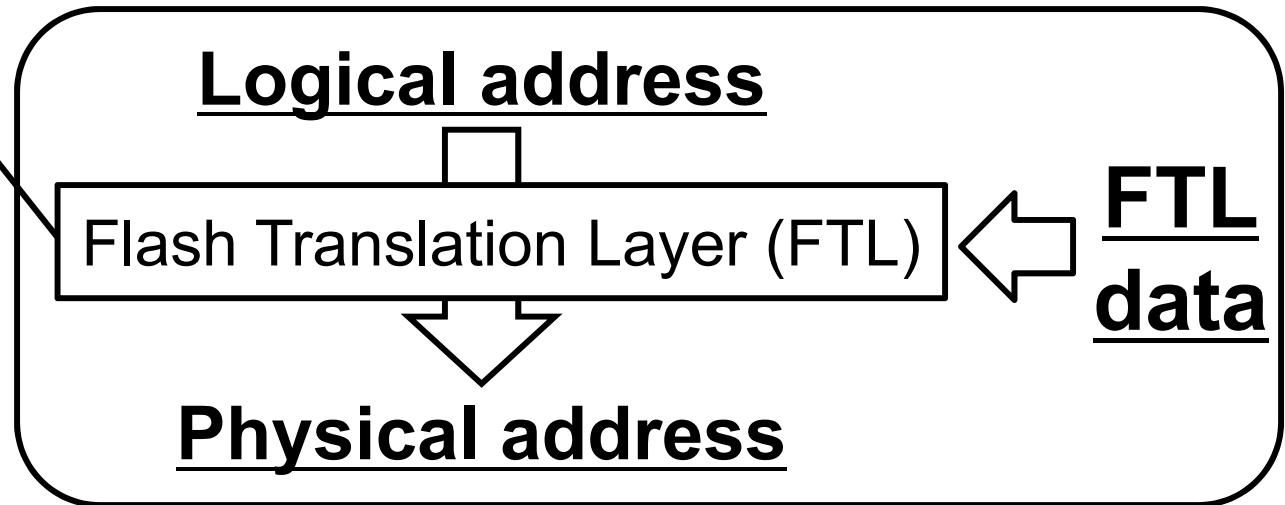 Logical address
Flash Translation Layer (FTL)
FTL
data
Physical address